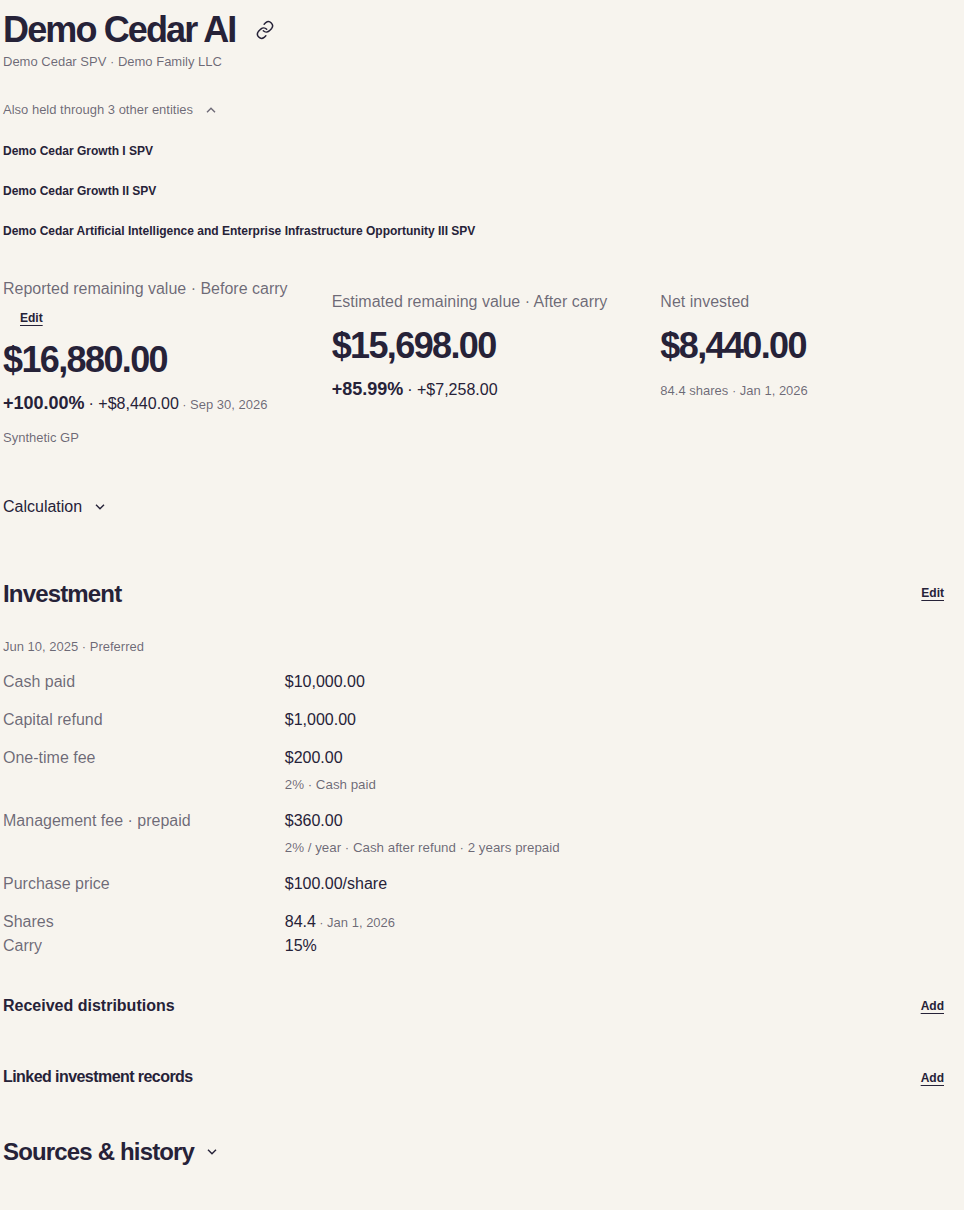 Demo Cedar AI
Demo Cedar SPV · Demo Family LLC
Also held through 3 other entities
Demo Cedar Growth I SPV
Demo Cedar Growth II SPV
Demo Cedar Artificial Intelligence and Enterprise Infrastructure Opportunity III SPV
Reported remaining value · Before carry
Edit
$16,880.00
+100.00% · +$8,440.00 · Sep 30, 2026
Synthetic GP
Estimated remaining value · After carry
$15,698.00
+85.99% · +$7,258.00
Net invested
$8,440.00
84.4 shares · Jan 1, 2026
Calculation
Investment
Edit
Jun 10, 2025 · Preferred
Cash paid $10,000.00
Capital refund $1,000.00
One-time fee $200.00
2% · Cash paid
Management fee · prepaid $360.00
2% / year · Cash after refund · 2 years prepaid
Purchase price $100.00/share
Shares 84.4 · Jan 1, 2026
Carry 15%
Received distributions Add
Linked investment records Add
Sources & history